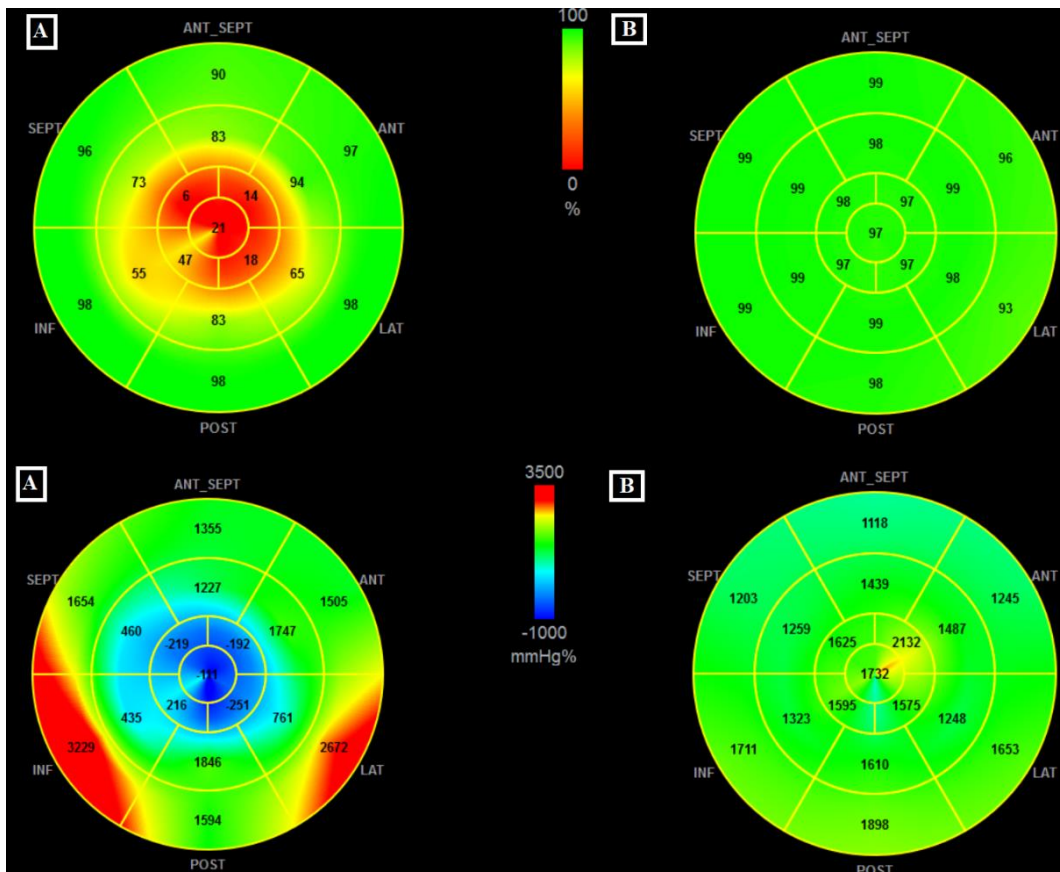 A
ANT_SEPT
90
SEPT
ANT
96
83
97
73
94
6
14
21
47
18
55
65
98
98
INF
LAT
83
98
POST
100
0
%
B
ANT_SEPT
99
SEPT
ANT
99
98
96
99
99
98
97
97
97
97
99
98
99
93
INF
LAT
99
98
POST
A
ANT_SEPT
1355
SEPT
ANT
1654
1227
1505
460
1747
-219
-192
-111
216
-251
435
761
3229
2672
INF
LAT
1846
1594
POST
3500
-1000
mmHg%
B
ANT_SEPT
1118
SEPT
ANT
1203
1439
1245
1259
1487
1625
2132
1732
1595
1575
1323
1248
1711
1653
INF
LAT
1610
1898
POST